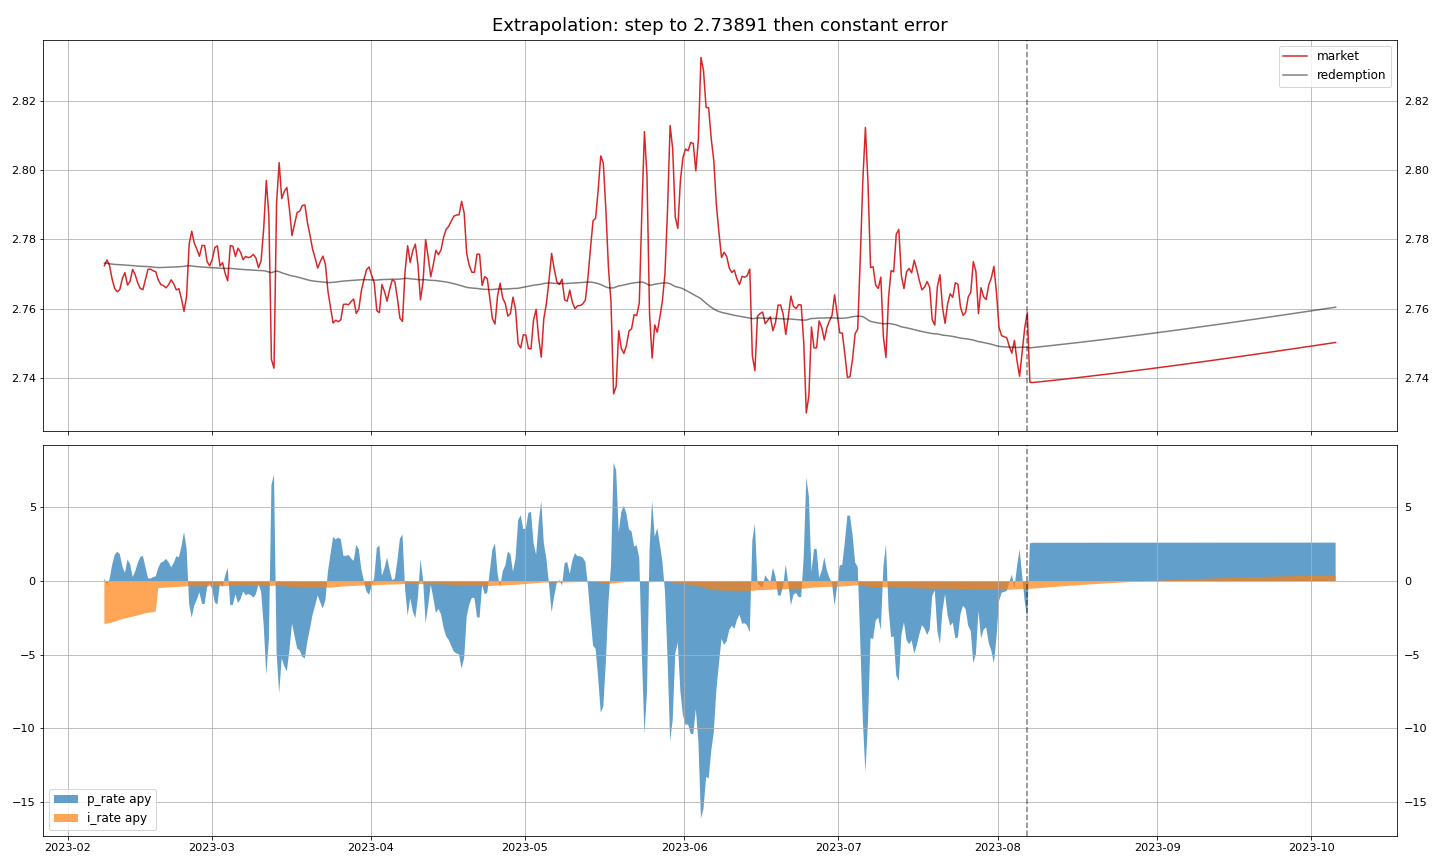 Extrapolation: step to 2.73891 then constant error
market
redemption
2.82 2.82
2.80 2.80
2.78 2.78
2.76 2.76
2.74 2.74
5 5
0 0
−5 −5
−10 −10
−15 −15
p_rate apy
i_rate apy
2023-02 2023-03 2023-04 2023-05 2023-06 2023-07 2023-08 2023-09 2023-10